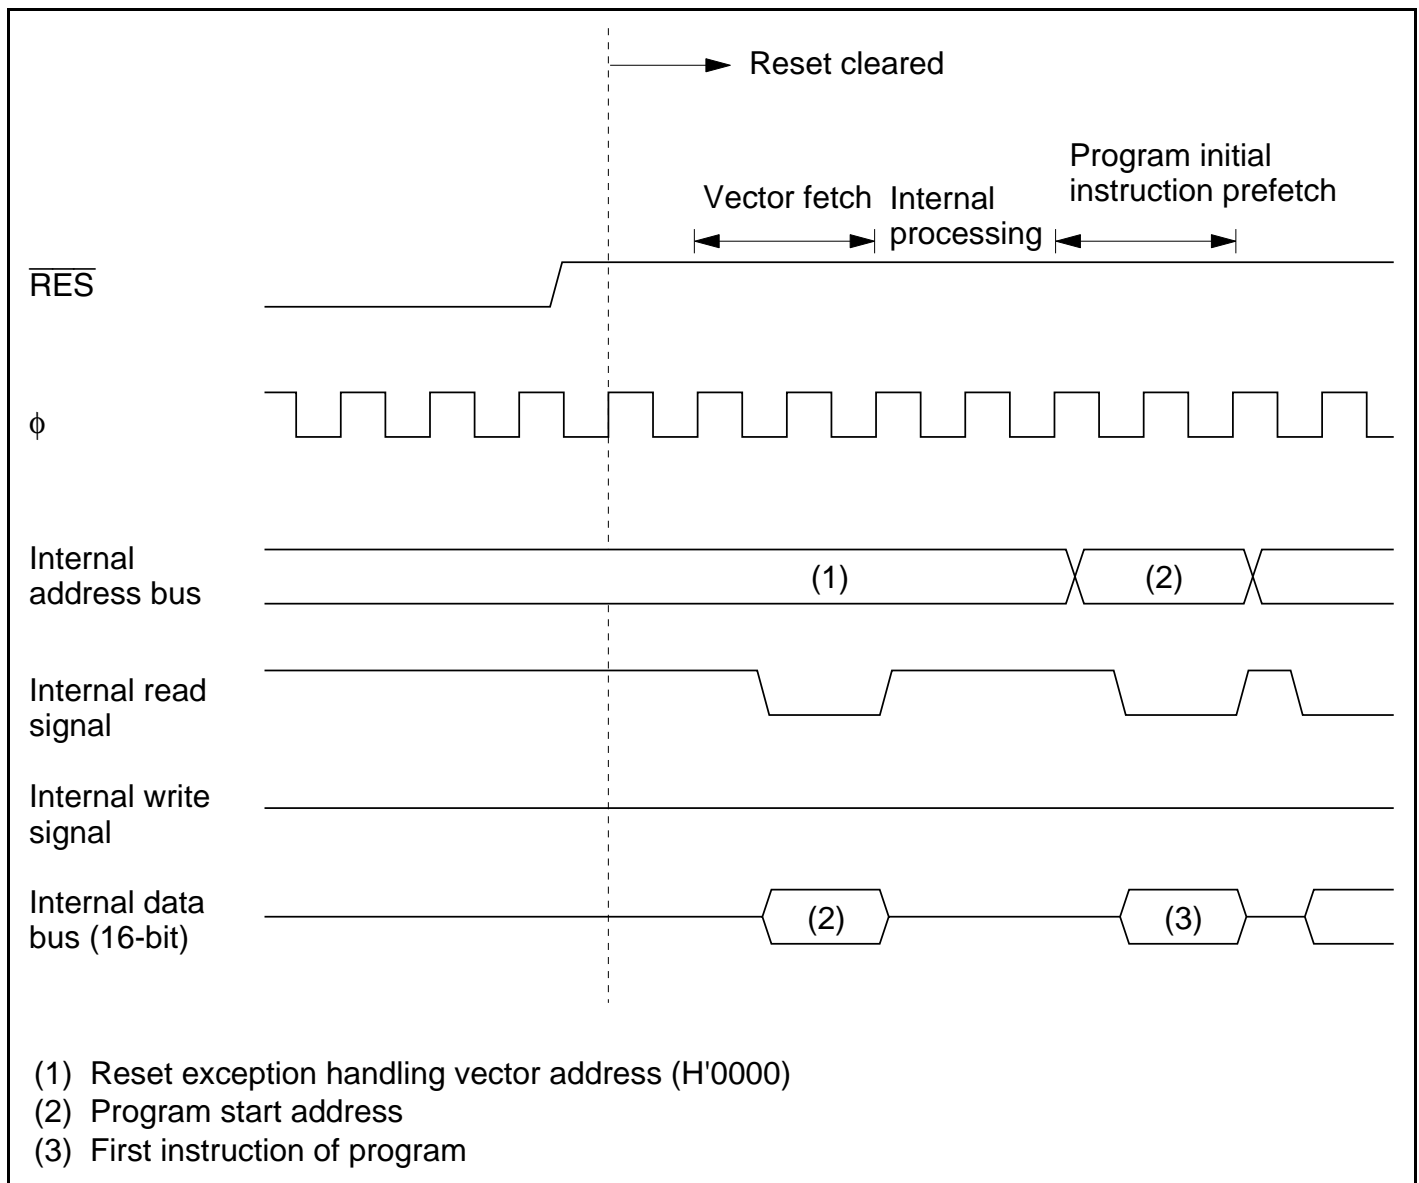 Reset cleared
Program initial
instruction prefetch
Vector fetch
Internal
processing
RES
φ
Internal
address bus
(1)
(2)
Internal read
signal
Internal write
signal
Internal data
bus (16-bit)
(2)
(3)
(1) Reset exception handling vector address (H'0000)
(2) Program start address
(3) First instruction of program